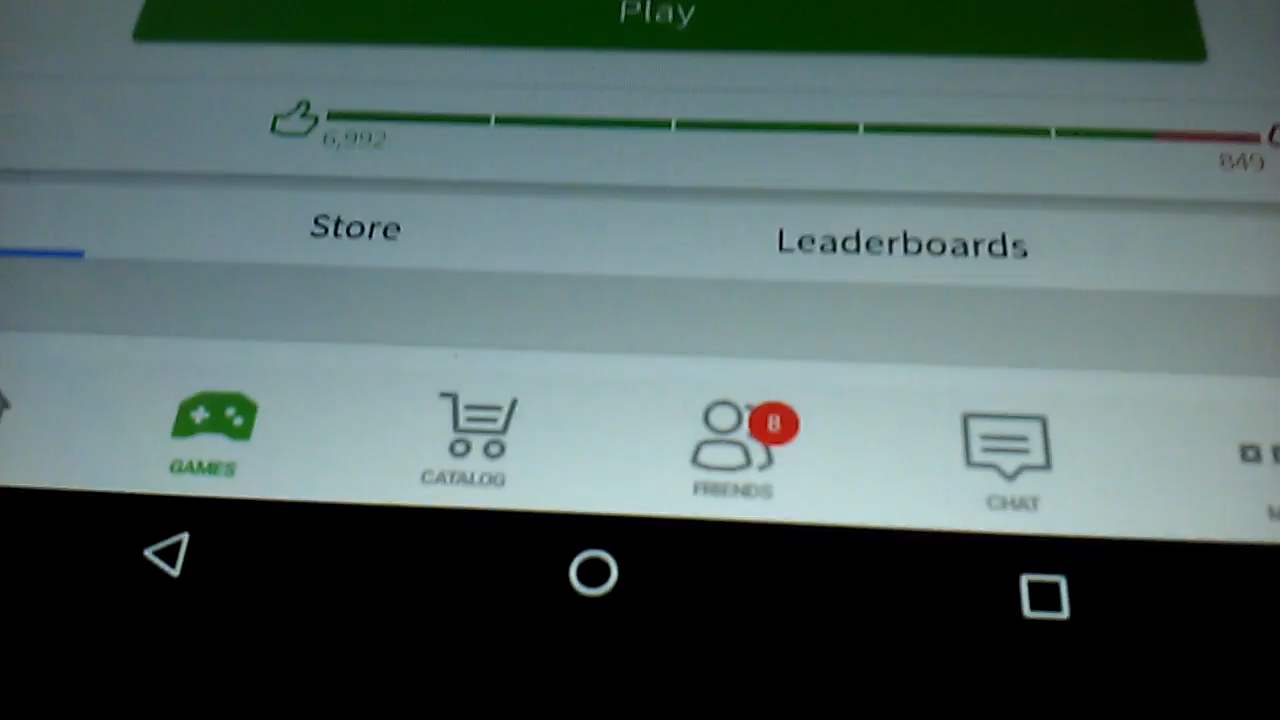 Play
6,992
849
Store
Leaderboards
8
GAMES
CATALOG
FRIENDS
CHAT